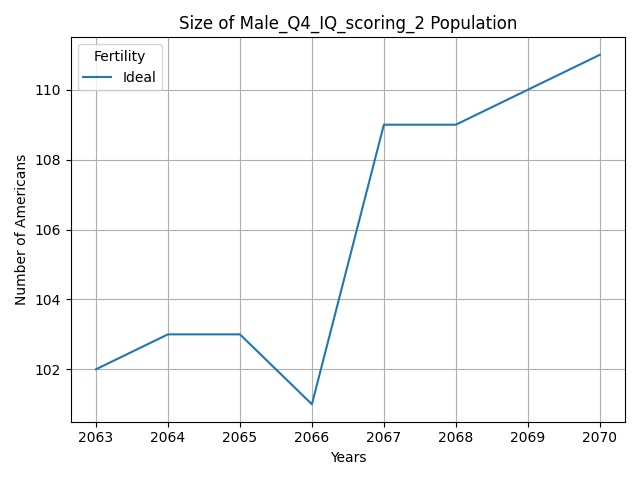 Size of Male_Q4_IQ_scoring_2 Population
Fertility
Ideal
Number of Americans
110
108
106
104
102
2063 2064 2065 2066 2067 2068 2069 2070
Years